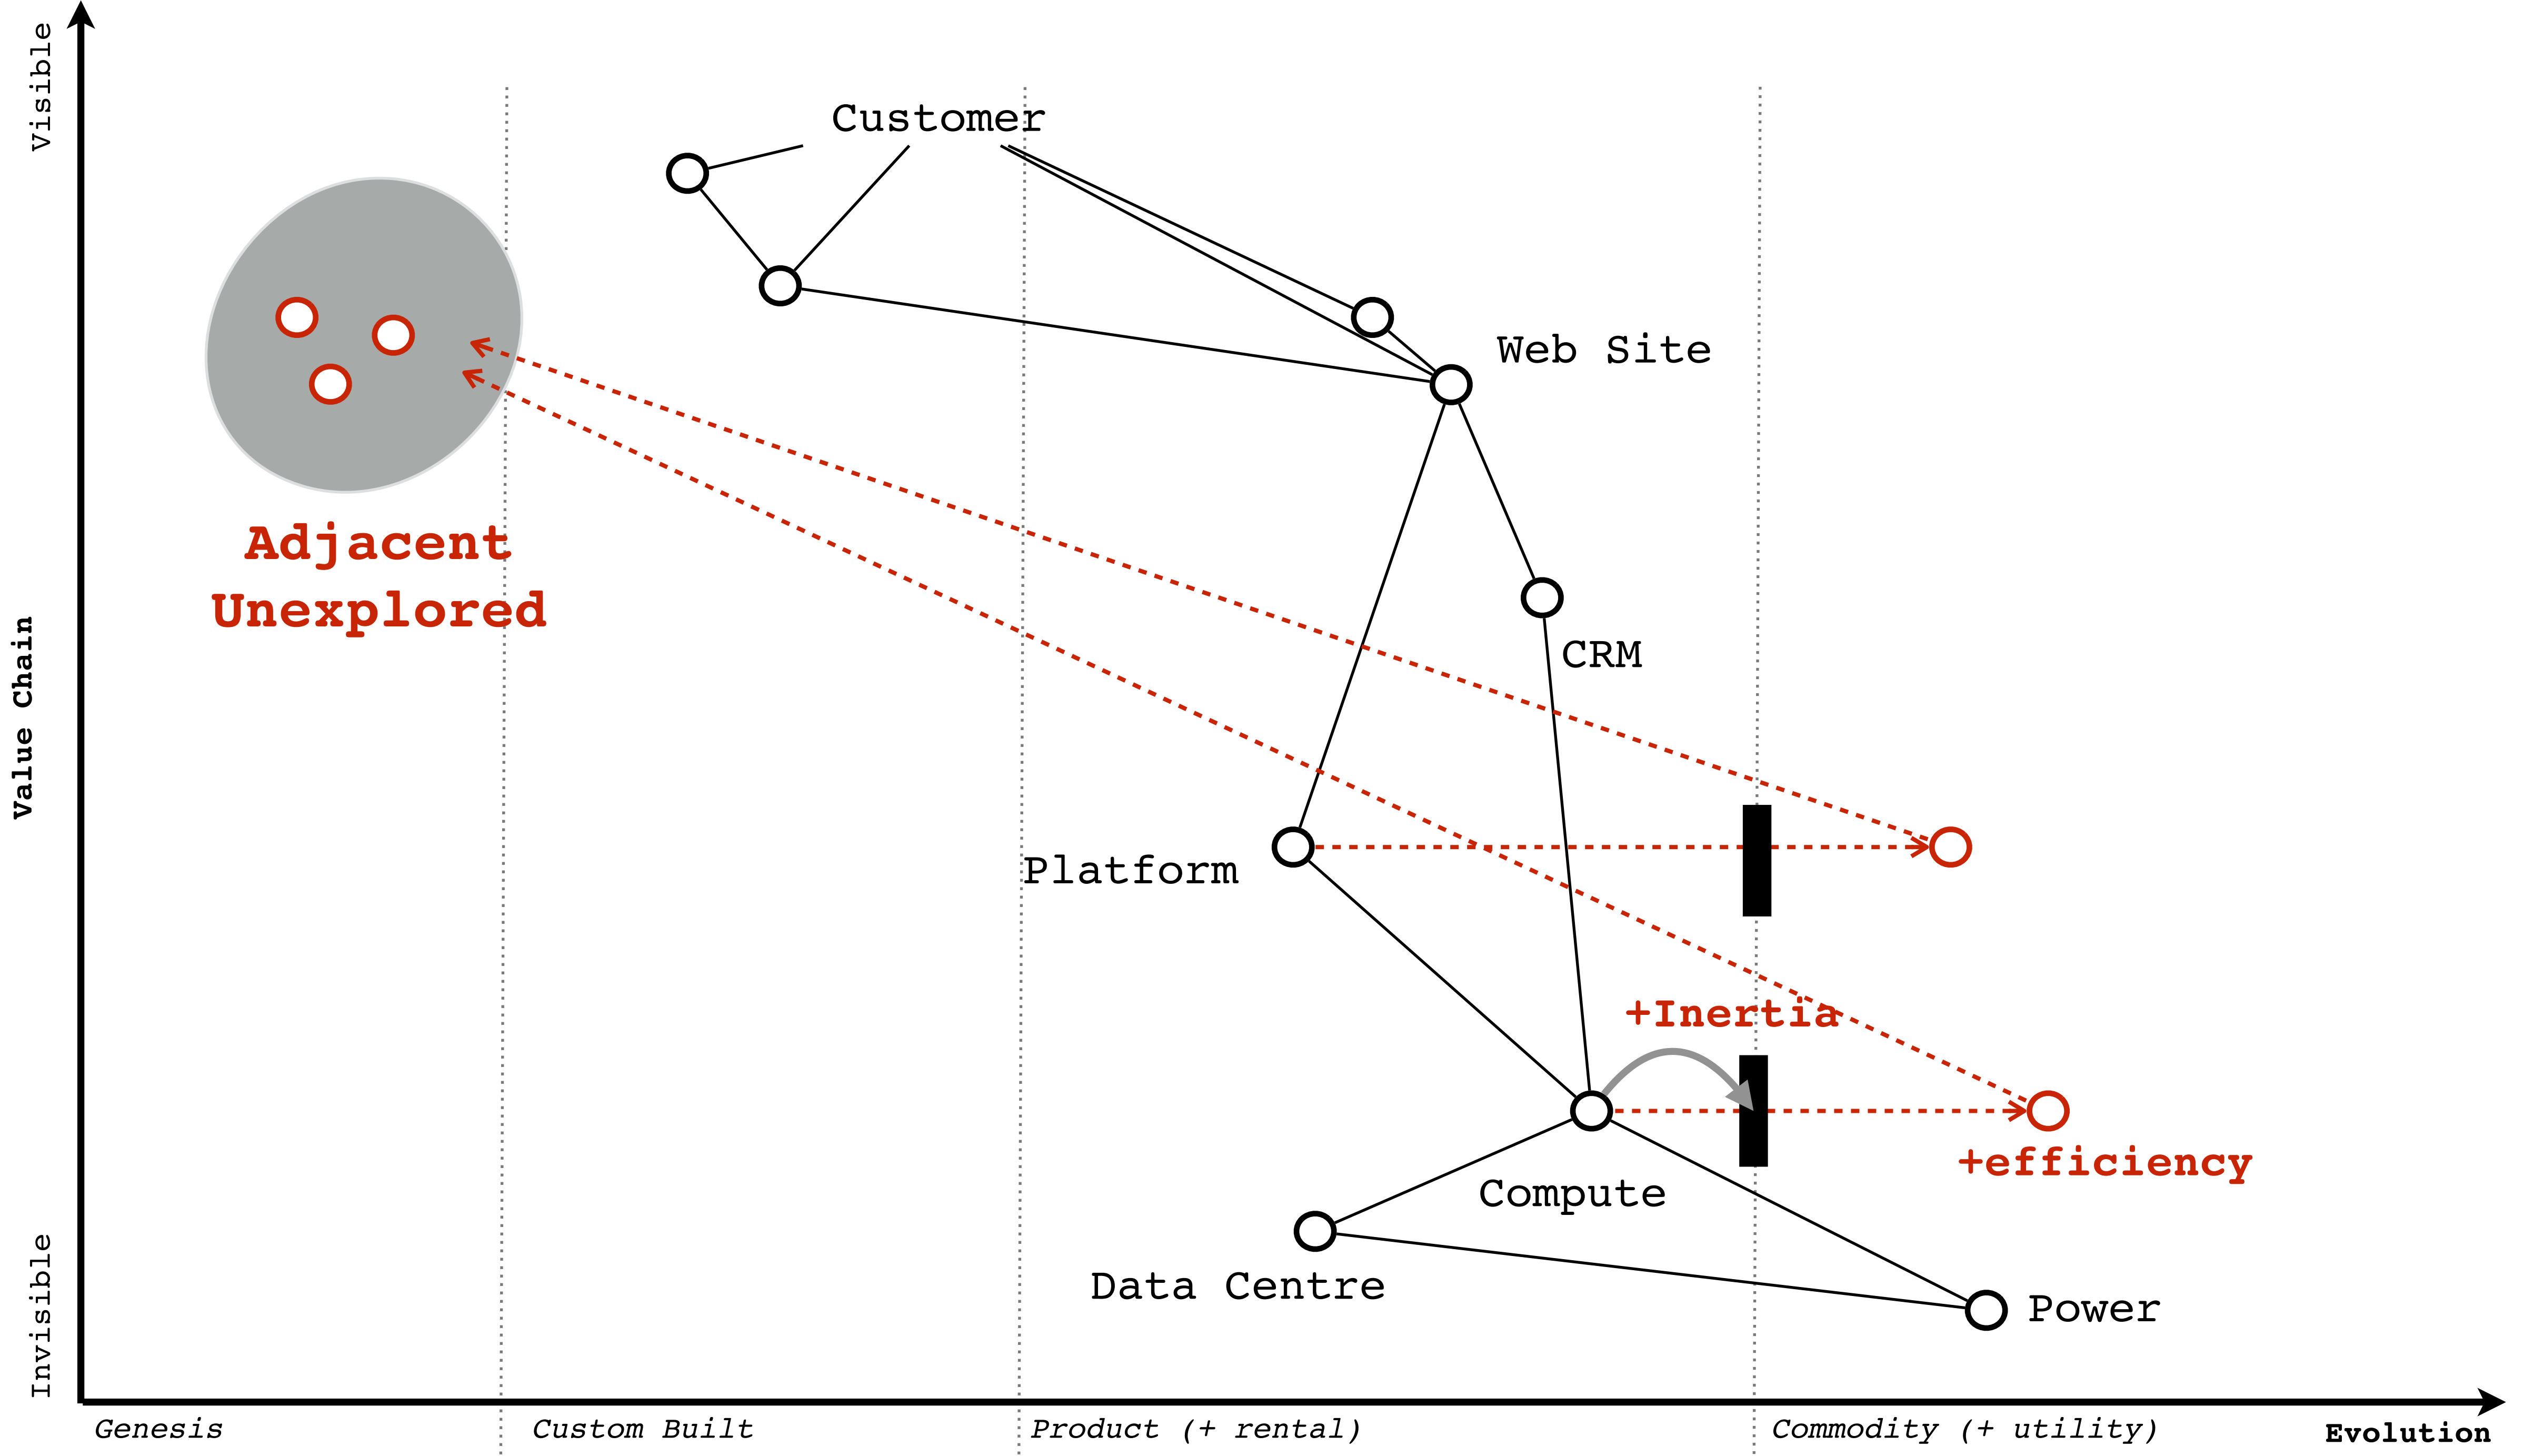 Visible
Customer
Web Site
Adjacent
Unexplored
Value Chain
CRM
Platform
+Inertia
+efficiency
Compute
Data Centre
Power
Invisible
Genesis
Custom Built
Product (+ rental)
Commodity (+ utility)
Evolution